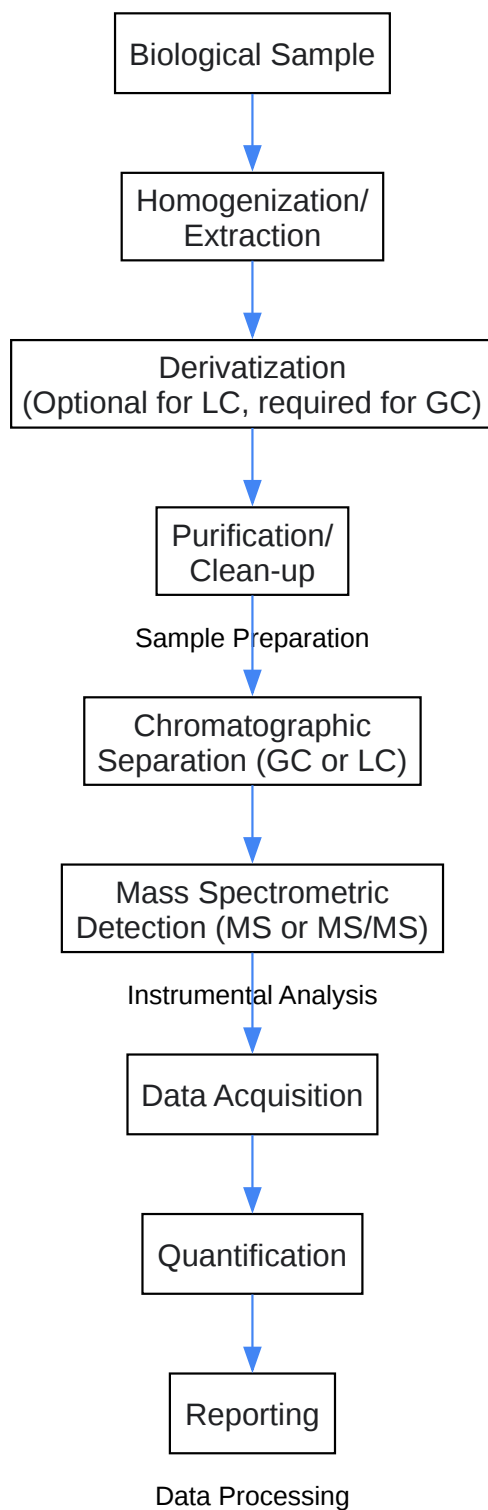 Biological Sample
Homogenization/
Extraction
Derivatization
(Optional for LC, required for GC)
Purification/
Clean-up
Sample Preparation
Chromatographic
Separation (GC or LC)
Mass Spectrometric
Detection (MS or MS/MS)
Instrumental Analysis
Data Acquisition
Quantification
Reporting
Data Processing